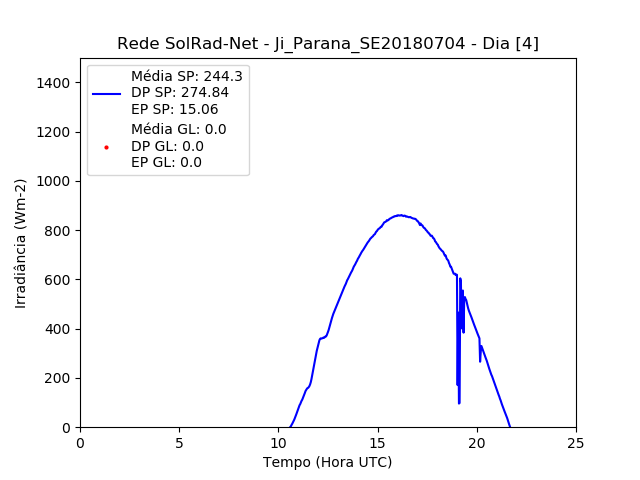 Rede SolRad-Net - Ji_Parana_SE20180704 - Dia [4]
Média SP: 244.3
DP SP: 274.84
EP SP: 15.06
Média GL: 0.0
DP GL: 0.0
EP GL: 0.0
Irradiância (Wm-2)
1400
1200
1000
800
600
400
200
0
0 5 10 15 20 25
Tempo (Hora UTC)